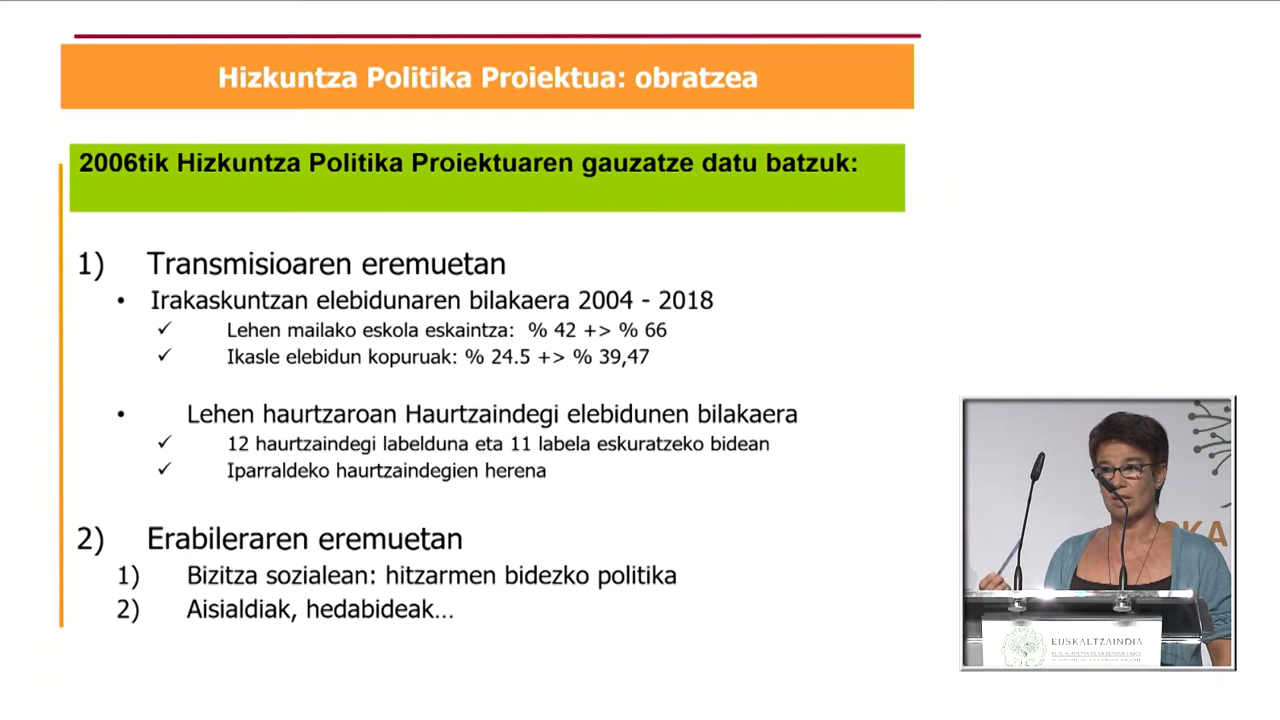 Hizkuntza Politika Proiektua: obratzea
2006tik Hizkuntza Politika Proiektuaren gauzatze datu batzuk:
1) Transmisioaren eremuetan
• Irakaskuntzan elebidunaren bilakaera 2004 - 2018
✓ Lehen mailako eskola eskaintza: % 42 +> % 66
✓ Ikasle elebidun kopuruak: % 24.5 +> % 39,47
• Lehen haurtzaroan Haurtzaindegi elebidunen bilakaera
✓ 12 haurtzaindegi labelduna eta 11 labela eskuratzeko bidean
✓ Iparraldeko haurtzaindegien herena
2) Erabileraren eremuetan
1) Bizitza sozialean: hitzarmen bidezko politika
2) Aisialdiak, hedabideak...
KA
EUSKALTZAINDIA